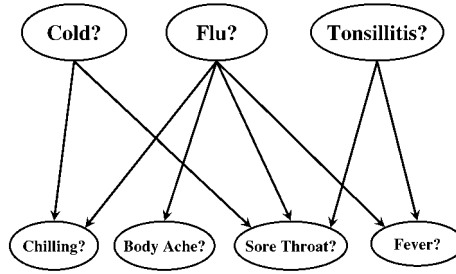 Cold?
Flu?
Tonsillitis?
Chilling?
Body Ache?
Sore Throat?
Fever?